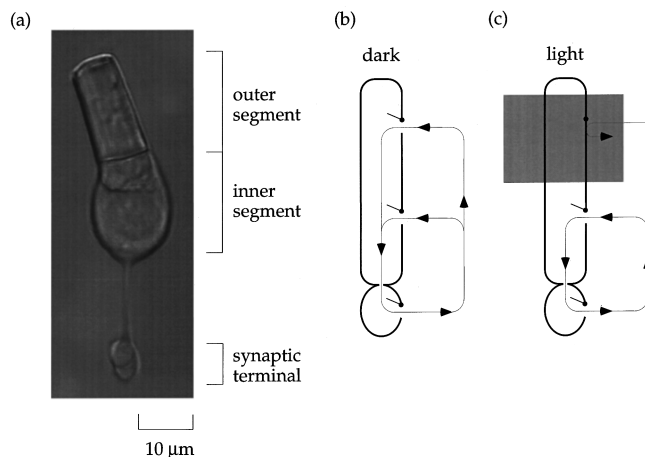 (a)
outer
segment
inner
segment
synaptic
terminal
10 μm
(b)
dark
(c)
light